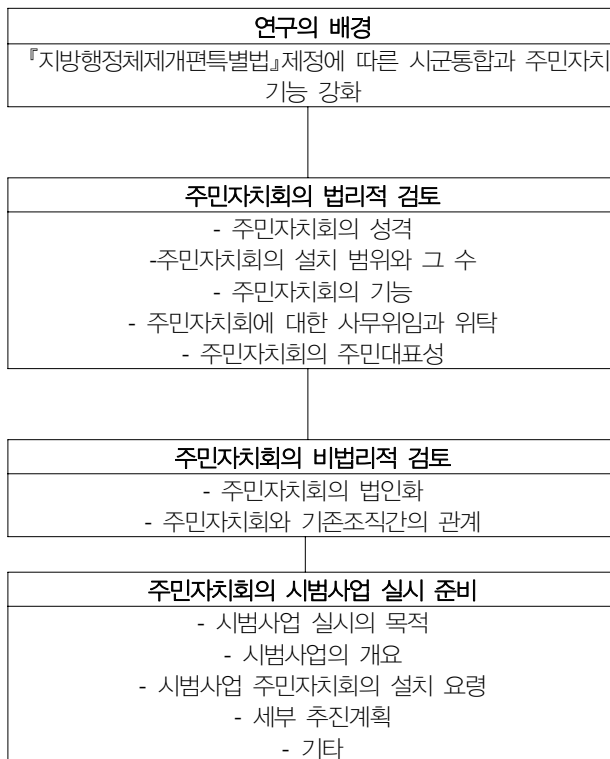 연구의 배경
『지방행정체제개편특별법』제정에 따른 시군통합과 주민자치
기능 강화
주민자치회의 법리적 검토
- 주민자치회의 성격
-주민자치회의 설치 범위와 그 수
- 주민자치회의 기능
- 주민자치회에 대한 사무위임과 위탁
- 주민자치회의 주민대표성
주민자치회의 비법리적 검토
- 주민자치회의 법인화
- 주민자치회와 기존조직간의 관계
주민자치회의 시범사업 실시 준비
- 시범사업 실시의 목적
- 시범사업의 개요
- 시범사업 주민자치회의 설치 요령
- 세부 추진계획
- 기타